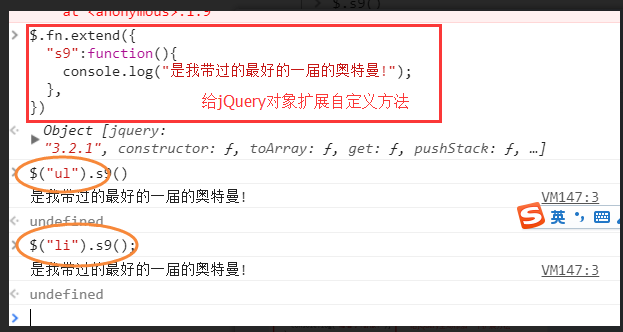 $.s9()
at <anonymous>:1:9
> $.fn.extend({
"s9":function(){
console.log("是我带过的最好的一届的奥特曼!");
},
})
给jQuery对象扩展自定义方法
Object [jquery:
"3.2.1", constructor: ƒ, toArray: ƒ, get: ƒ, pushStack: ƒ, …]
> $("ul").s9()
是我带过的最好的一届的奥特曼! VM147:3
undefined
> $("li").s9();
是我带过的最好的一届的奥特曼! VM147:3
undefined
>
S 英